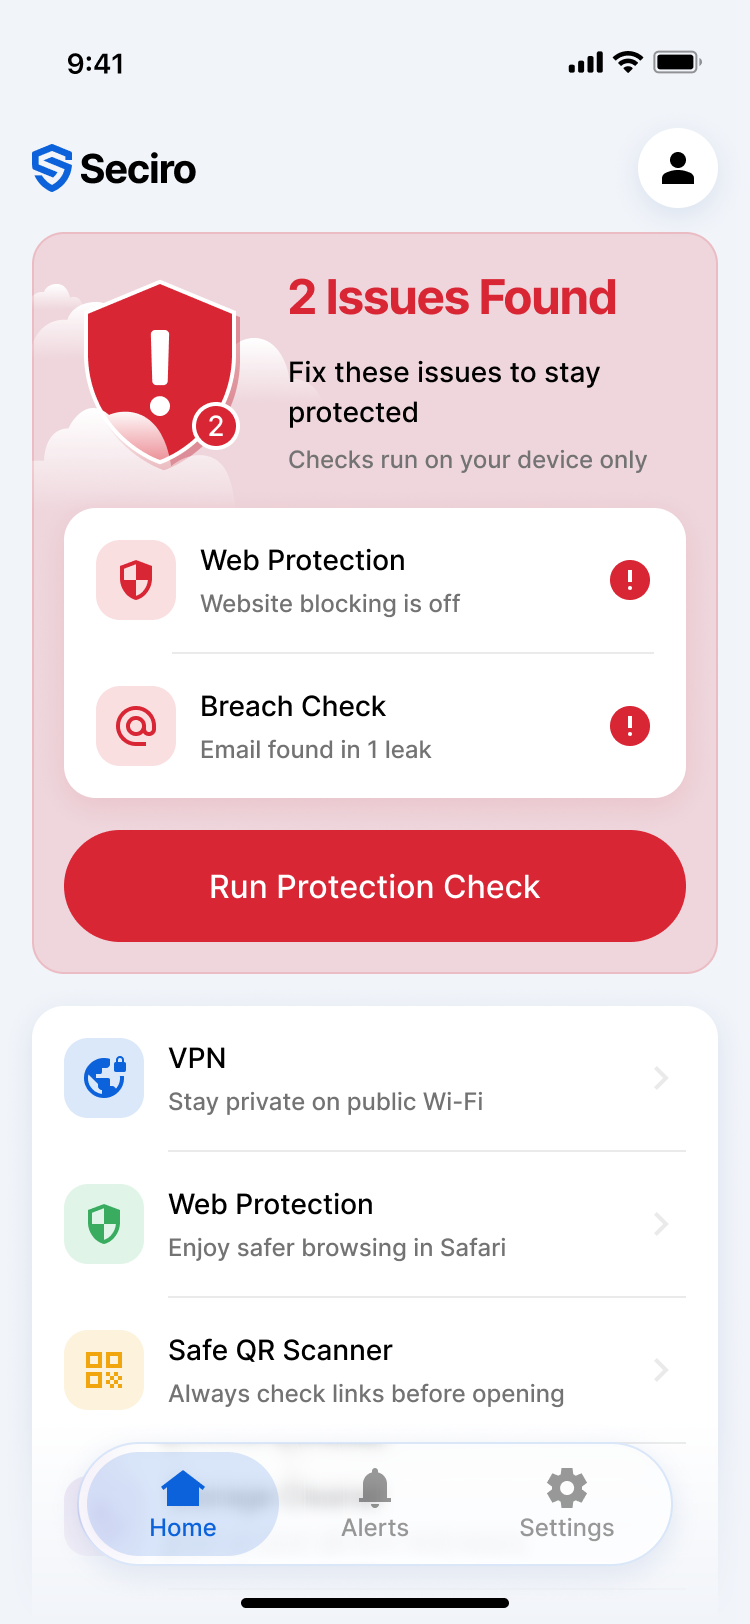 9:41
Seciro
2 Issues Found
Fix these issues to stay
protected
Checks run on your device only
2
Web Protection
Website blocking is off
Breach Check
Email found in 1 leak
Run Protection Check
VPN
Stay private on public Wi-Fi
Web Protection
Enjoy safer browsing in Safari
Safe QR Scanner
Always check links before opening
Home
Alerts
Settings